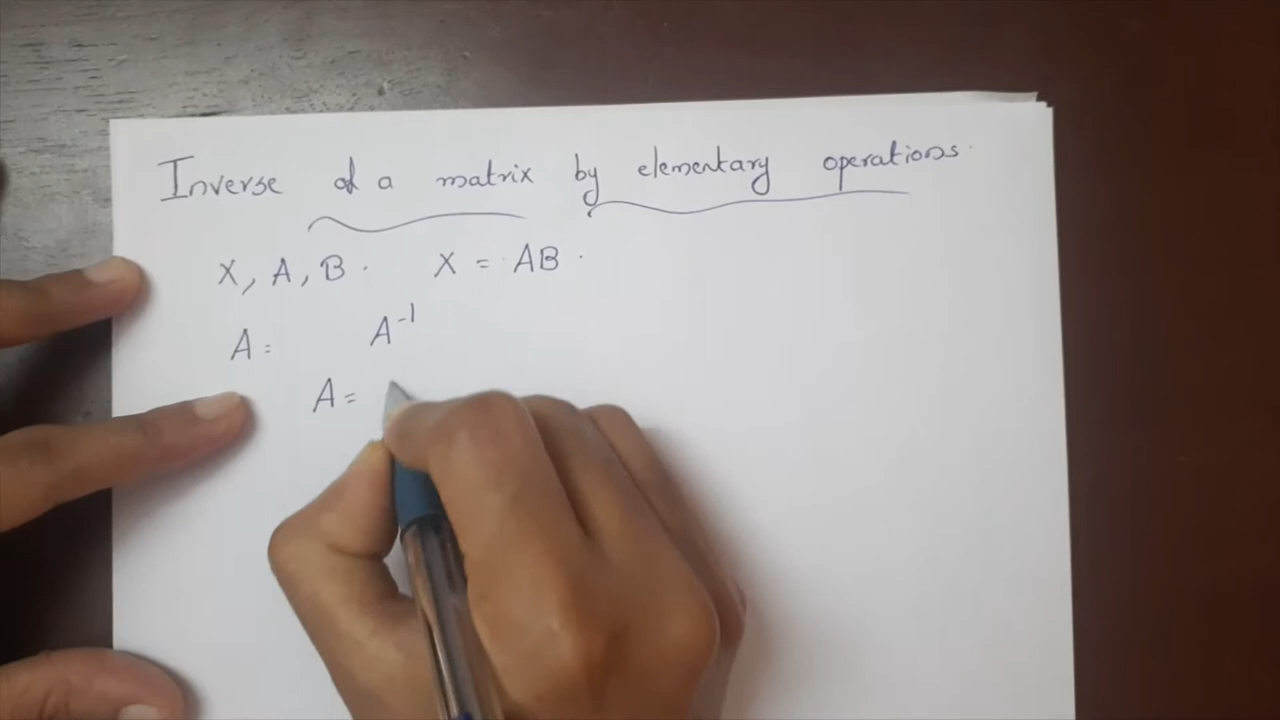 Inverse of a matrix by elementary operations.
X, A, B. X = AB.
A = A⁻¹
A =